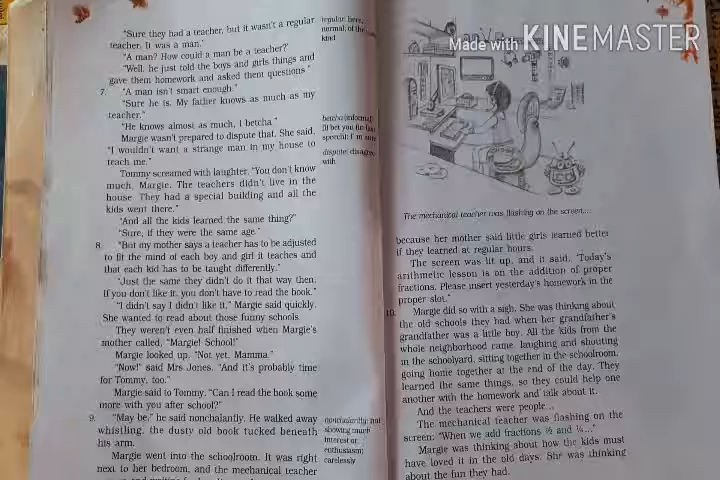 "Sure they had a teacher, but it wasn't a regular
teacher. It was a man."
"A man? How could a man be a teacher?"
"Well, he just told the boys and girls things and
gave them homework and asked them questions."
7. "A man isn't smart enough."
"Sure he is. My father knows as much as my
teacher."
"He knows almost as much, I betcha."
Margie wasn't prepared to dispute that. She said,
"I wouldn't want a strange man in my house to
teach me."
Tommy screamed with laughter. "You don't know
much, Margie. The teachers didn't live in the
house. They had a special building and all the
kids went there."
"And all the kids learned the same thing?"
"Sure, if they were the same age."
8. "But my mother says a teacher has to be adjusted
to fit the mind of each boy and girl it teaches and
that each kid has to be taught differently."
"Just the same they didn't do it that way then.
If you don't like it, you don't have to read the book."
"I didn't say I didn't like it," Margie said quickly.
She wanted to read about those funny schools.
They weren't even half finished when Margie's
mother called, "Margie! School!"
Margie looked up. "Not yet, Mamma."
"Now!" said Mrs Jones. "And it's probably time
for Tommy, too."
Margie said to Tommy, "Can I read the book some
more with you after school?"
9. "May be," he said nonchalantly. He walked away
whistling, the dusty old book tucked beneath
his arm.
Margie went into the schoolroom. It was right
next to her bedroom, and the mechanical teacher
regular here,
normal; of the
kind
betcha (informal)
I'll bet you (in fast
speech): I'm sure
dispute: disagree
with
nonchalantly: not
showing much
interest or
enthusiasm;
carelessly
Made with KINEMASTER
The mechanical teacher was flashing on the screen...
because her mother said little girls learned better
if they learned at regular hours.
The screen was lit up, and it said: "Today's
arithmetic lesson is on the addition of proper
fractions. Please insert yesterday's homework in the
proper slot."
10. Margie did so with a sigh. She was thinking about
the old schools they had when her grandfather's
grandfather was a little boy. All the kids from the
whole neighborhood came, laughing and shouting
in the schoolyard, sitting together in the schoolroom,
going home together at the end of the day. They
learned the same things, so they could help one
another with the homework and talk about it.
And the teachers were people...
The mechanical teacher was flashing on the
screen: "When we add fractions ½ and ¼..."
Margie was thinking about how the kids must
have loved it in the old days. She was thinking
about the fun they had.